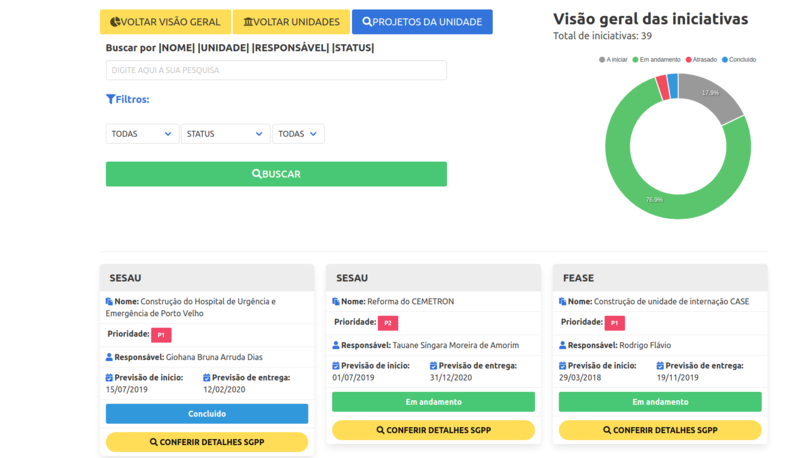 VOLTAR VISÃO GERAL
VOLTAR UNIDADES
PROJETOS DA UNIDADE
Buscar por |NOME| |UNIDADE| |RESPONSÁVEL| |STATUS|
DIGITE AQUI A SUA PESQUISA
Filtros:
TODAS
STATUS
TODAS
BUSCAR
Visão geral das iniciativas
Total de iniciativas: 39
A iniciar
Em andamento
Atrasado
Concluído
17.9%
76.9%
SESAU
Nome: Construção do Hospital de Urgência e
Emergência de Porto Velho
Prioridade: P1
Responsável: Giohana Bruna Arruda Dias
Previsão de inicio:
15/07/2019
Previsão de entrega:
12/02/2020
Concluído
CONFERIR DETALHES SGPP
SESAU
Nome: Reforma do CEMETRON
Prioridade: P2
Responsável: Tauane Singara Moreira de Amorim
Previsão de inicio:
01/07/2019
Previsão de entrega:
31/12/2020
Em andamento
CONFERIR DETALHES SGPP
FEASE
Nome: Construção de unidade de internação CASE
Prioridade: P1
Responsável: Rodrigo Flávio
Previsão de inicio:
29/03/2018
Previsão de entrega:
19/11/2019
Em andamento
CONFERIR DETALHES SGPP